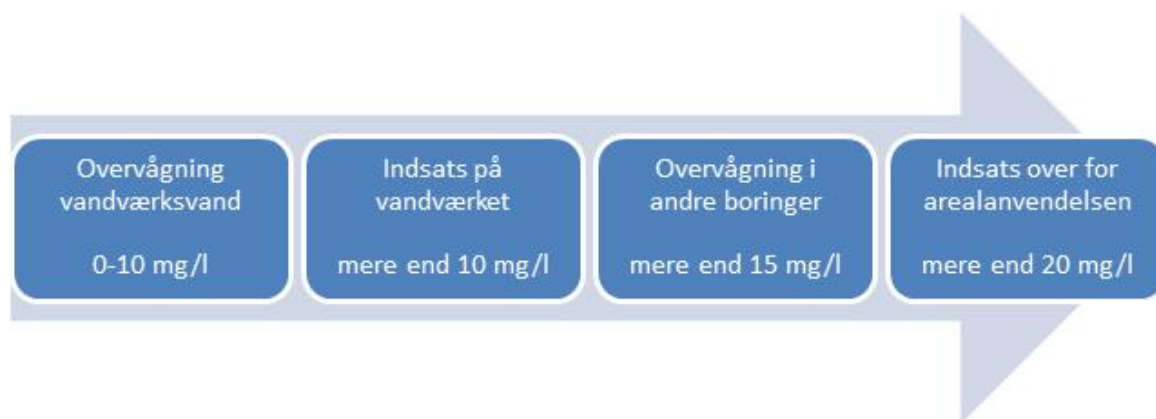 Overvågning
vandværksvand
0-10 mg/l
Indsats på
vandværket
mere end 10 mg/l
Overvågning i
andre boringer
mere end 15 mg/l
Indsats over for
arealanvendelsen
mere end 20 mg/l